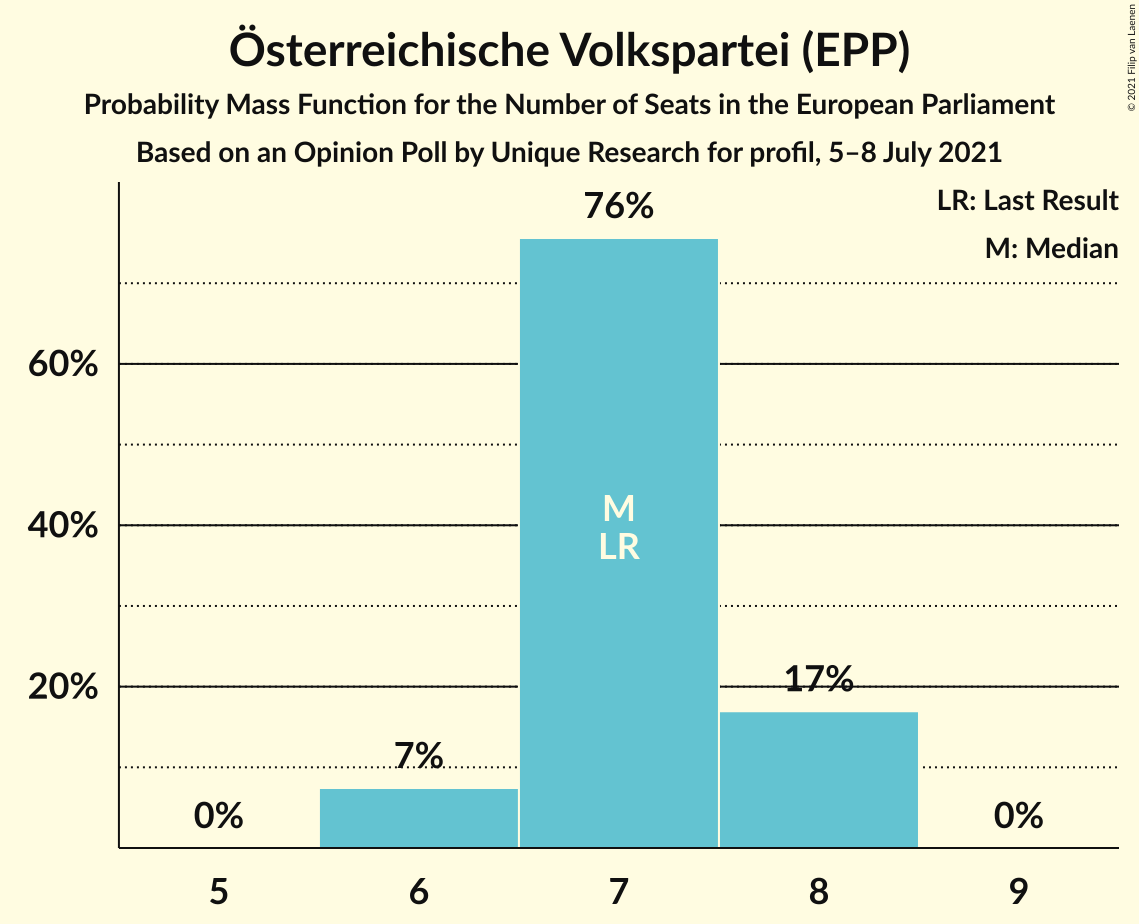 Österreichische Volkspartei (EPP)
Probability Mass Function for the Number of Seats in the European Parliament
Based on an Opinion Poll by Unique Research for profil, 5–8 July 2021
© 2021 Filip van Laenen
LR: Last Result
M: Median
76%
60%
40%
20%
M
LR
17%
7%
0%
0%
5
6
7
8
9